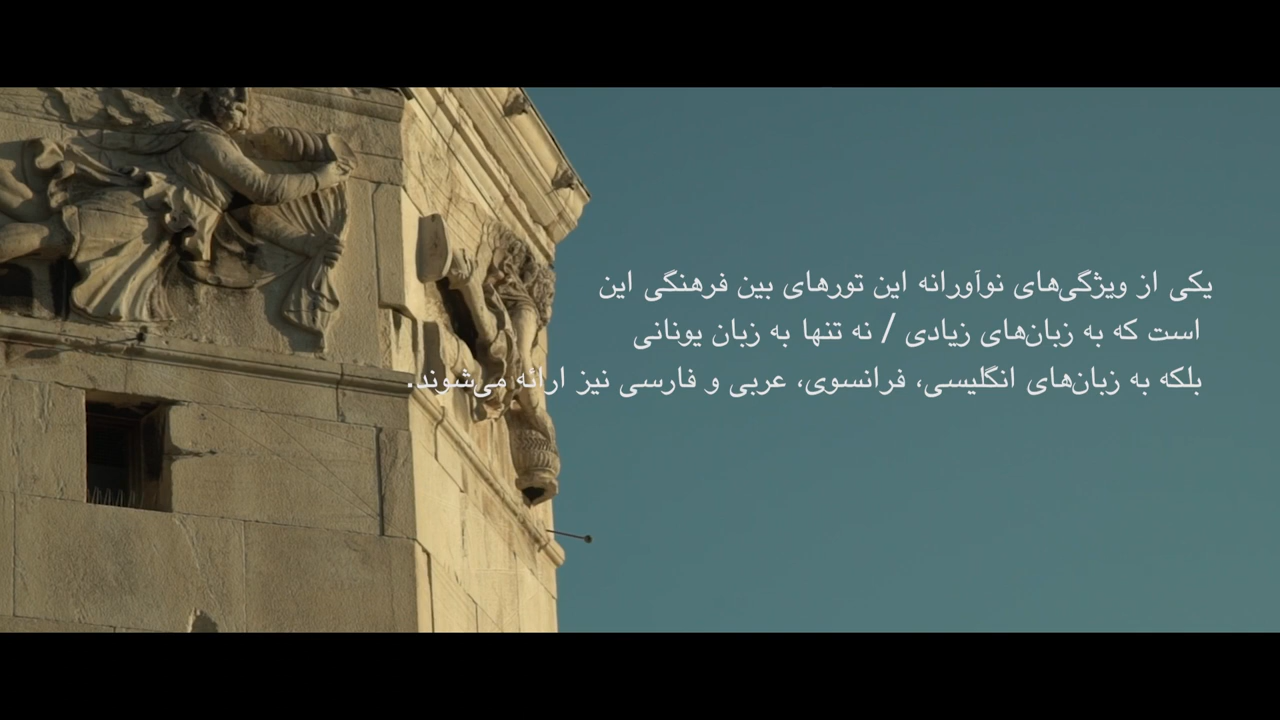 یکی از ویژگی‌های نوآورانه این تورهای بین فرهنگی این
است که به زبان‌های زیادی / نه تنها به زبان یونانی
بلکه به زبان‌های انگلیسی، فرانسوی، عربی و فارسی نیز ارائه می‌شوند.